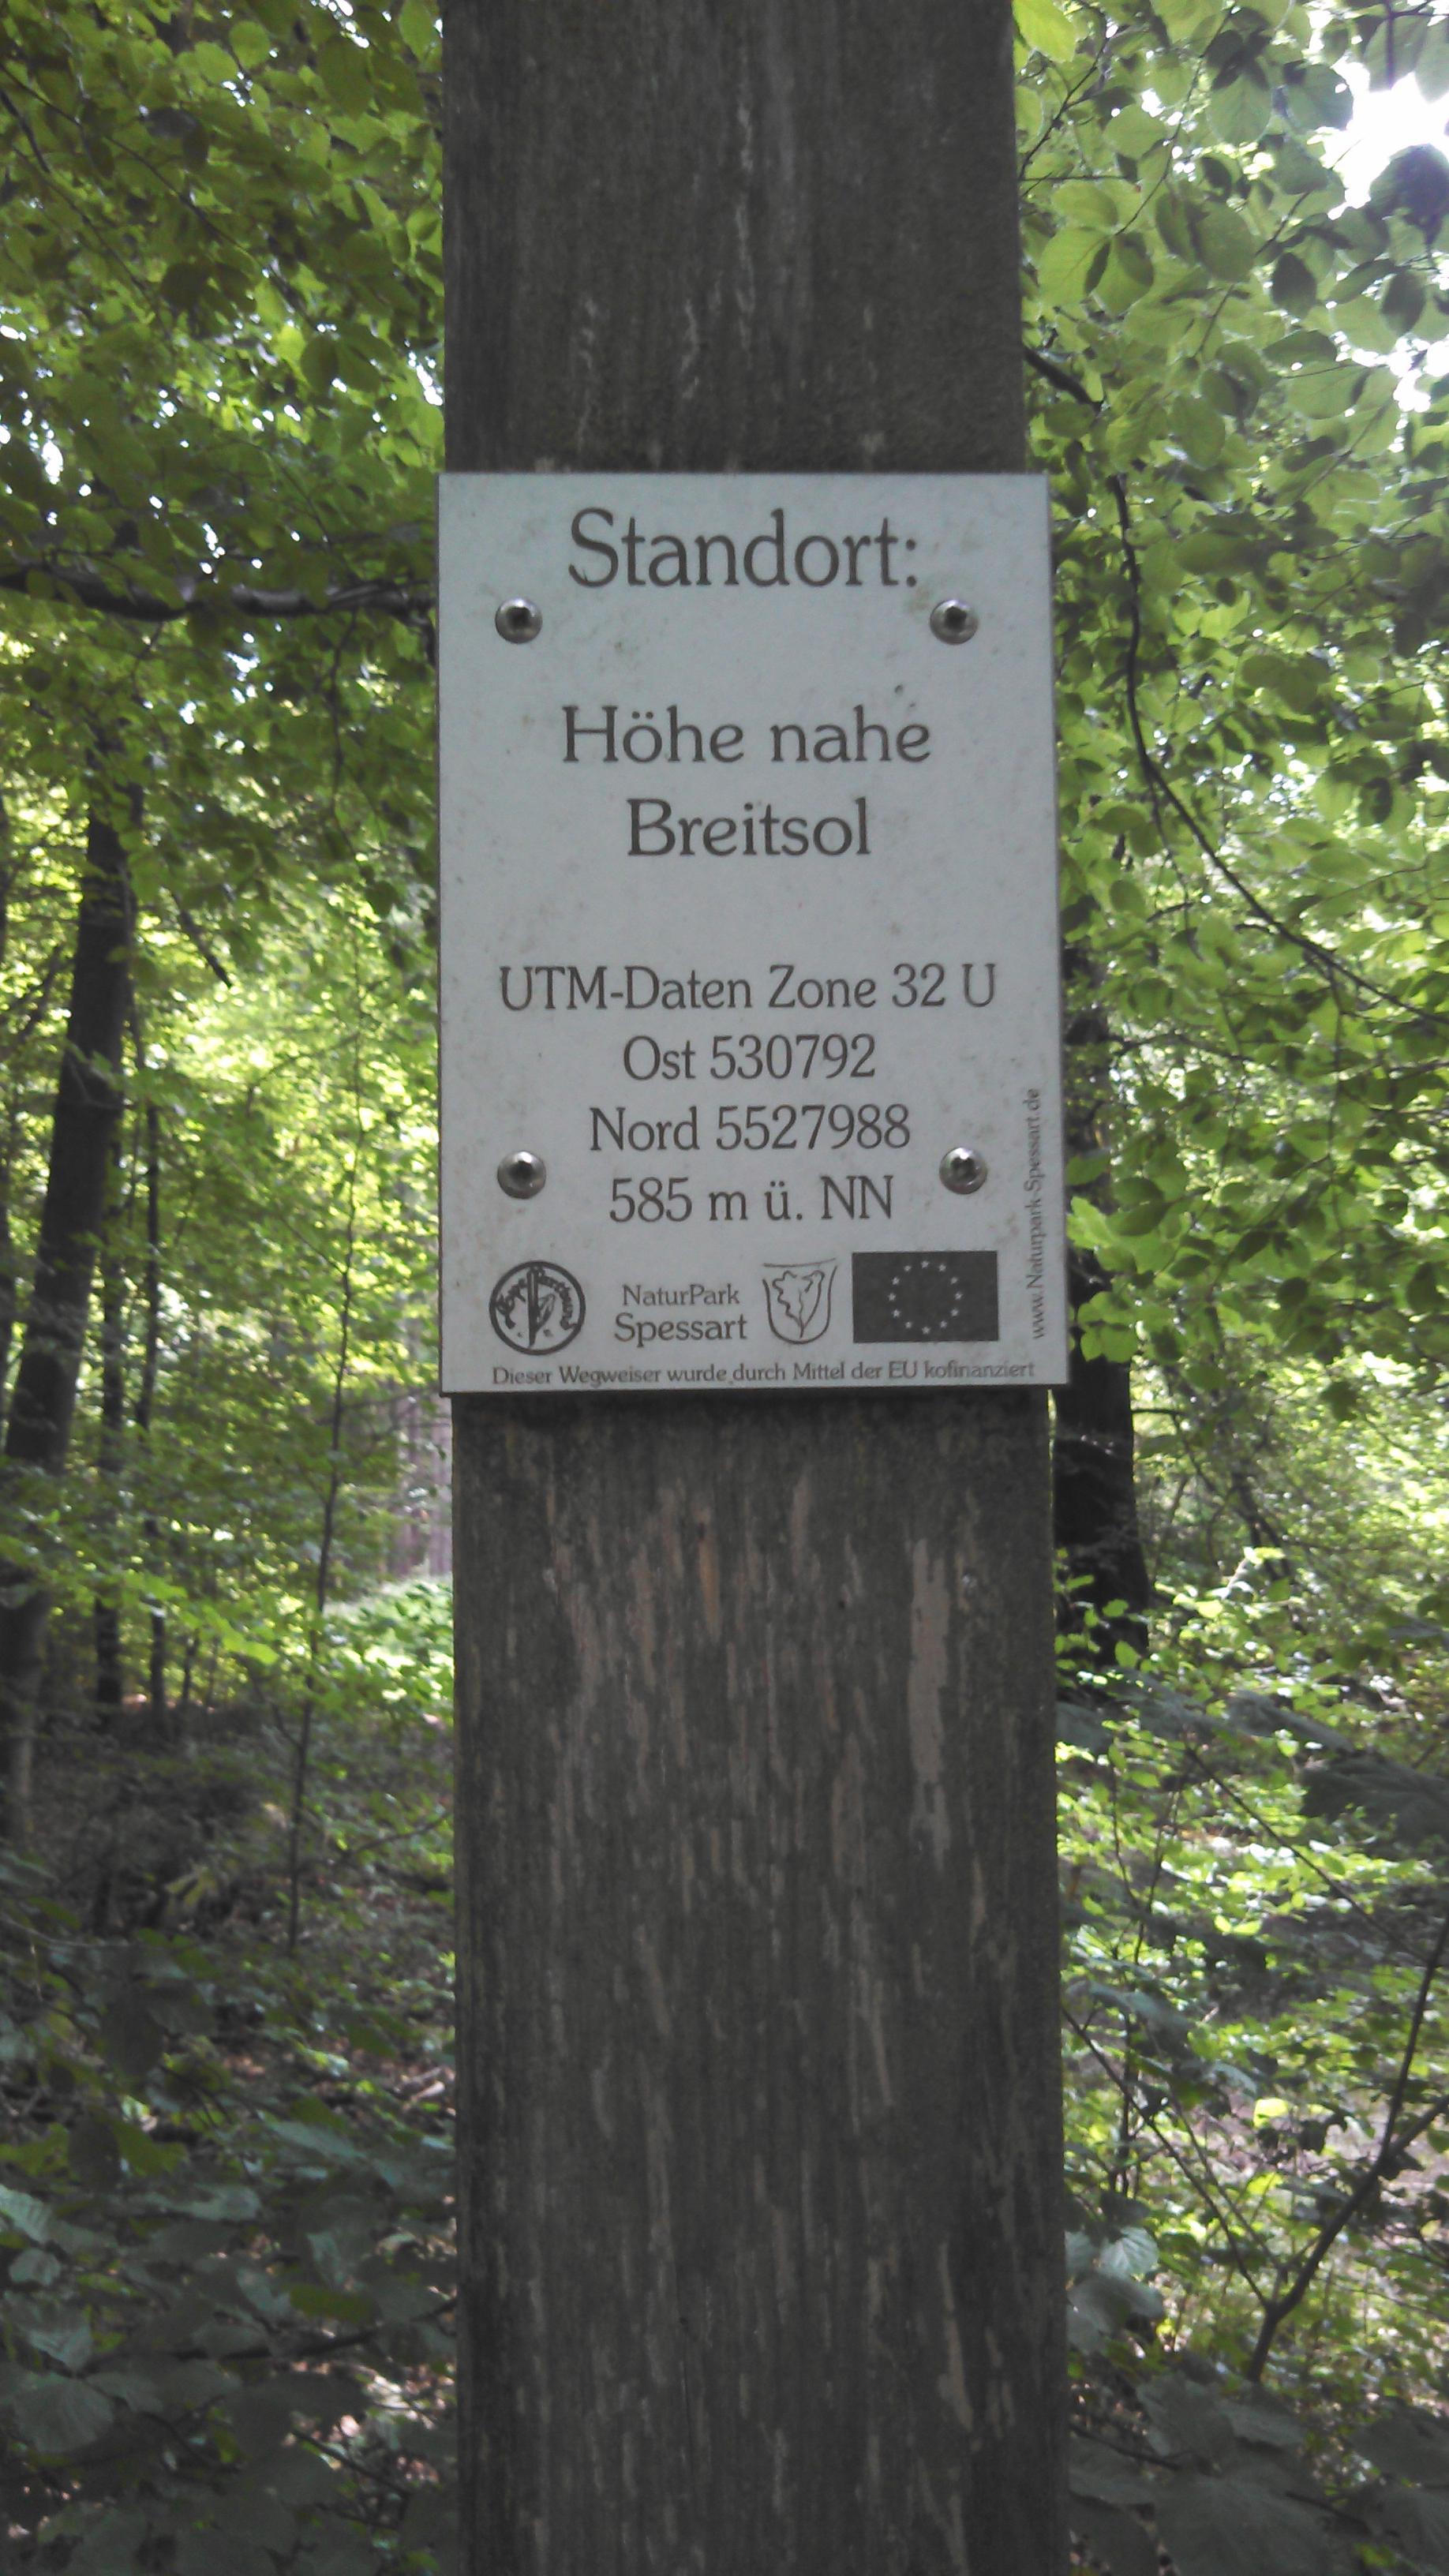 Standort:
Höhe nahe
Breitsol
UTM-Daten Zone 32 U
Ost 530792
Nord 5527988
585 m ü. NN
www.Naturpark-Spessart.de
NaturPark
Spessart
Dieser Wegweiser wurde durch Mittel der EU kofinanziert